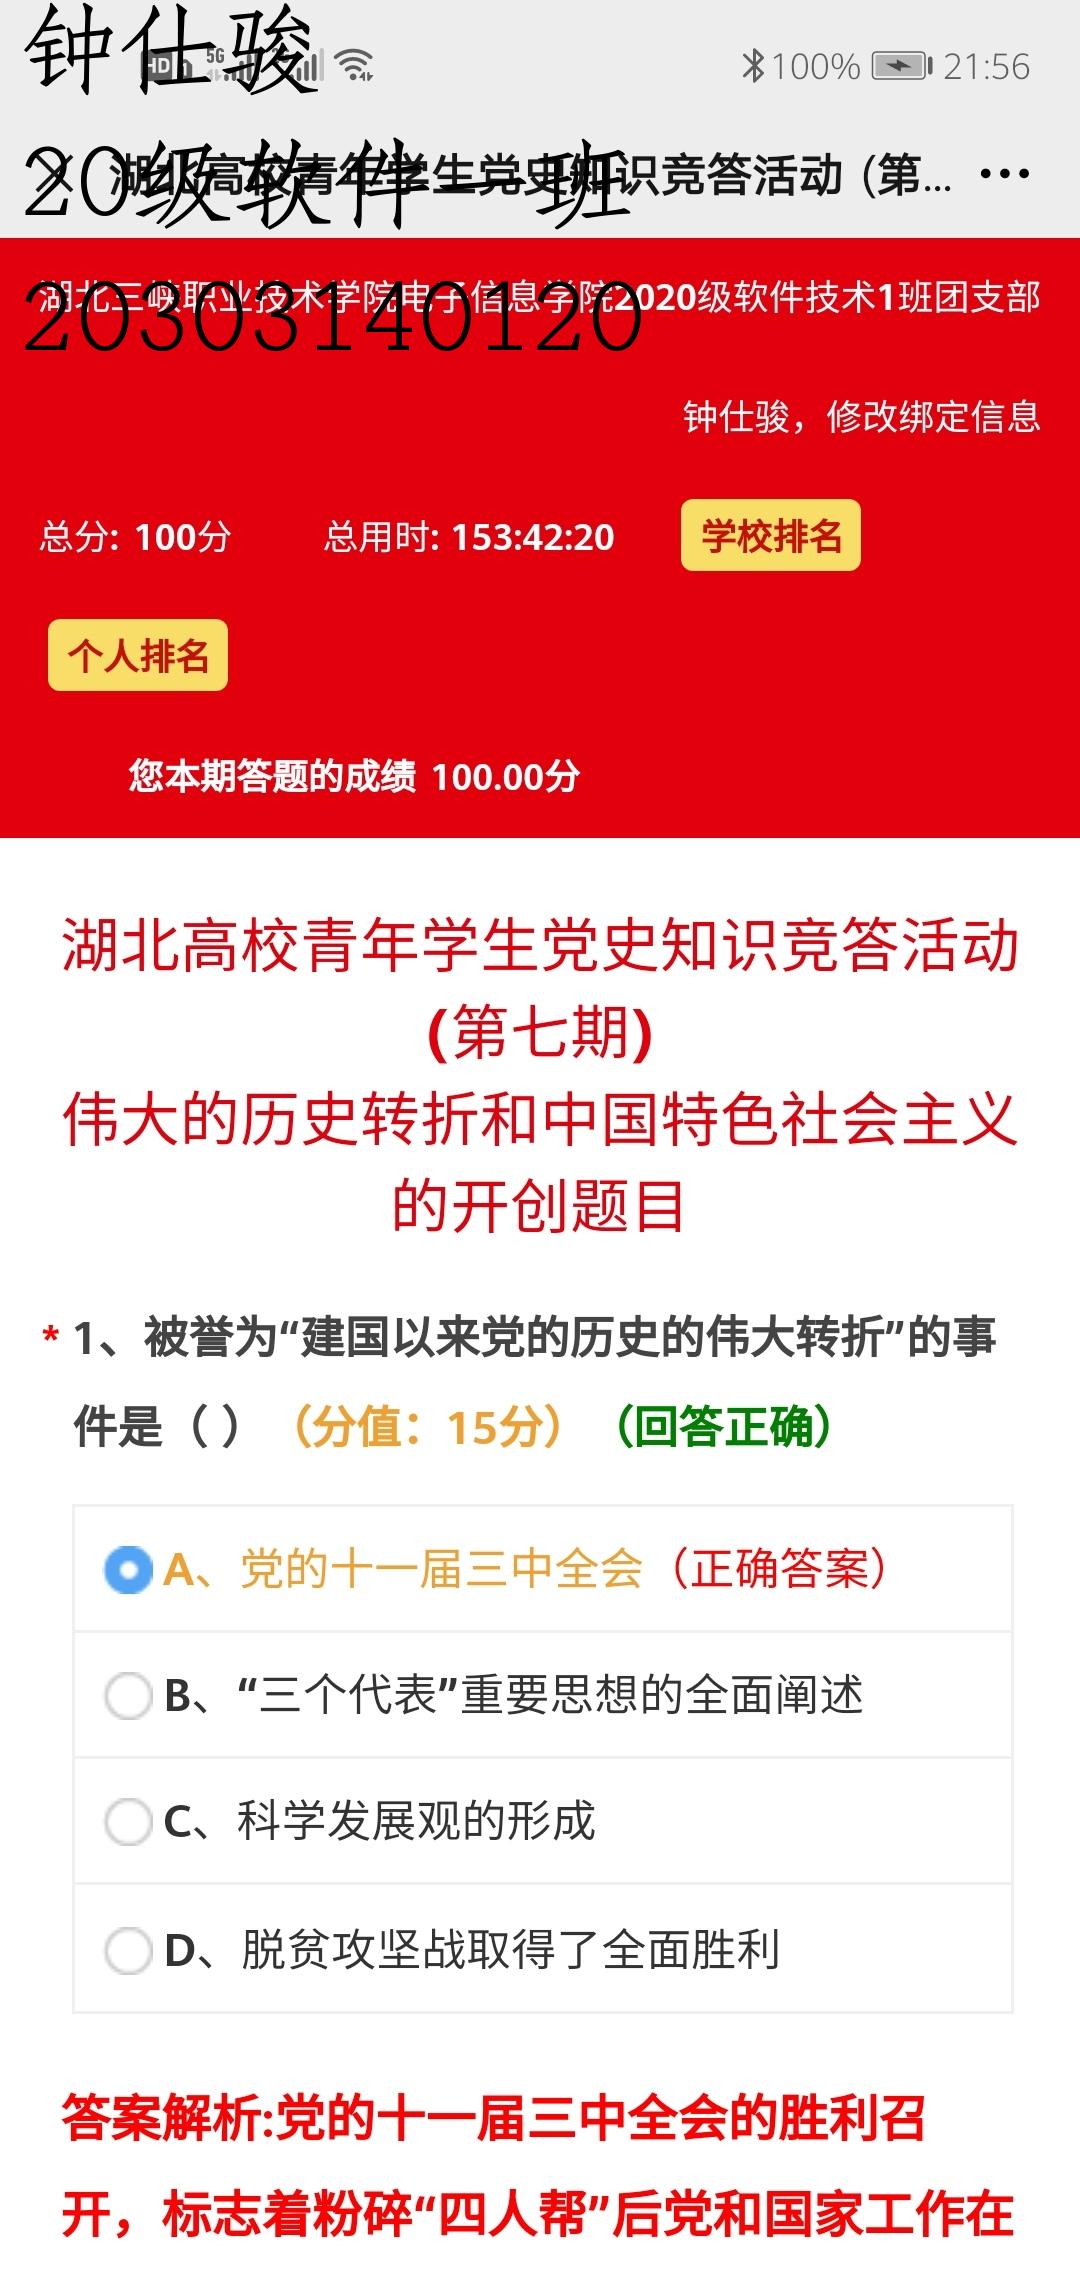 钟仕骏
HD 5G 100% 21:56
20级软件一班
湖北高校青年学生党史知识竞答活动 (第... ···
20303140120
湖北三峡职业技术学院电子信息学院2020级软件技术1班团支部
钟仕骏，修改绑定信息
总分: 100分 总用时: 153:42:20 学校排名
个人排名
您本期答题的成绩 100.00分
湖北高校青年学生党史知识竞答活动
(第七期)
伟大的历史转折和中国特色社会主义
的开创题目
* 1、被誉为“建国以来党的历史的伟大转折”的事
件是（ ）（分值：15分）（回答正确）
A、党的十一届三中全会（正确答案）
B、“三个代表”重要思想的全面阐述
C、科学发展观的形成
D、脱贫攻坚战取得了全面胜利
答案解析:党的十一届三中全会的胜利召
开，标志着粉碎“四人帮”后党和国家工作在